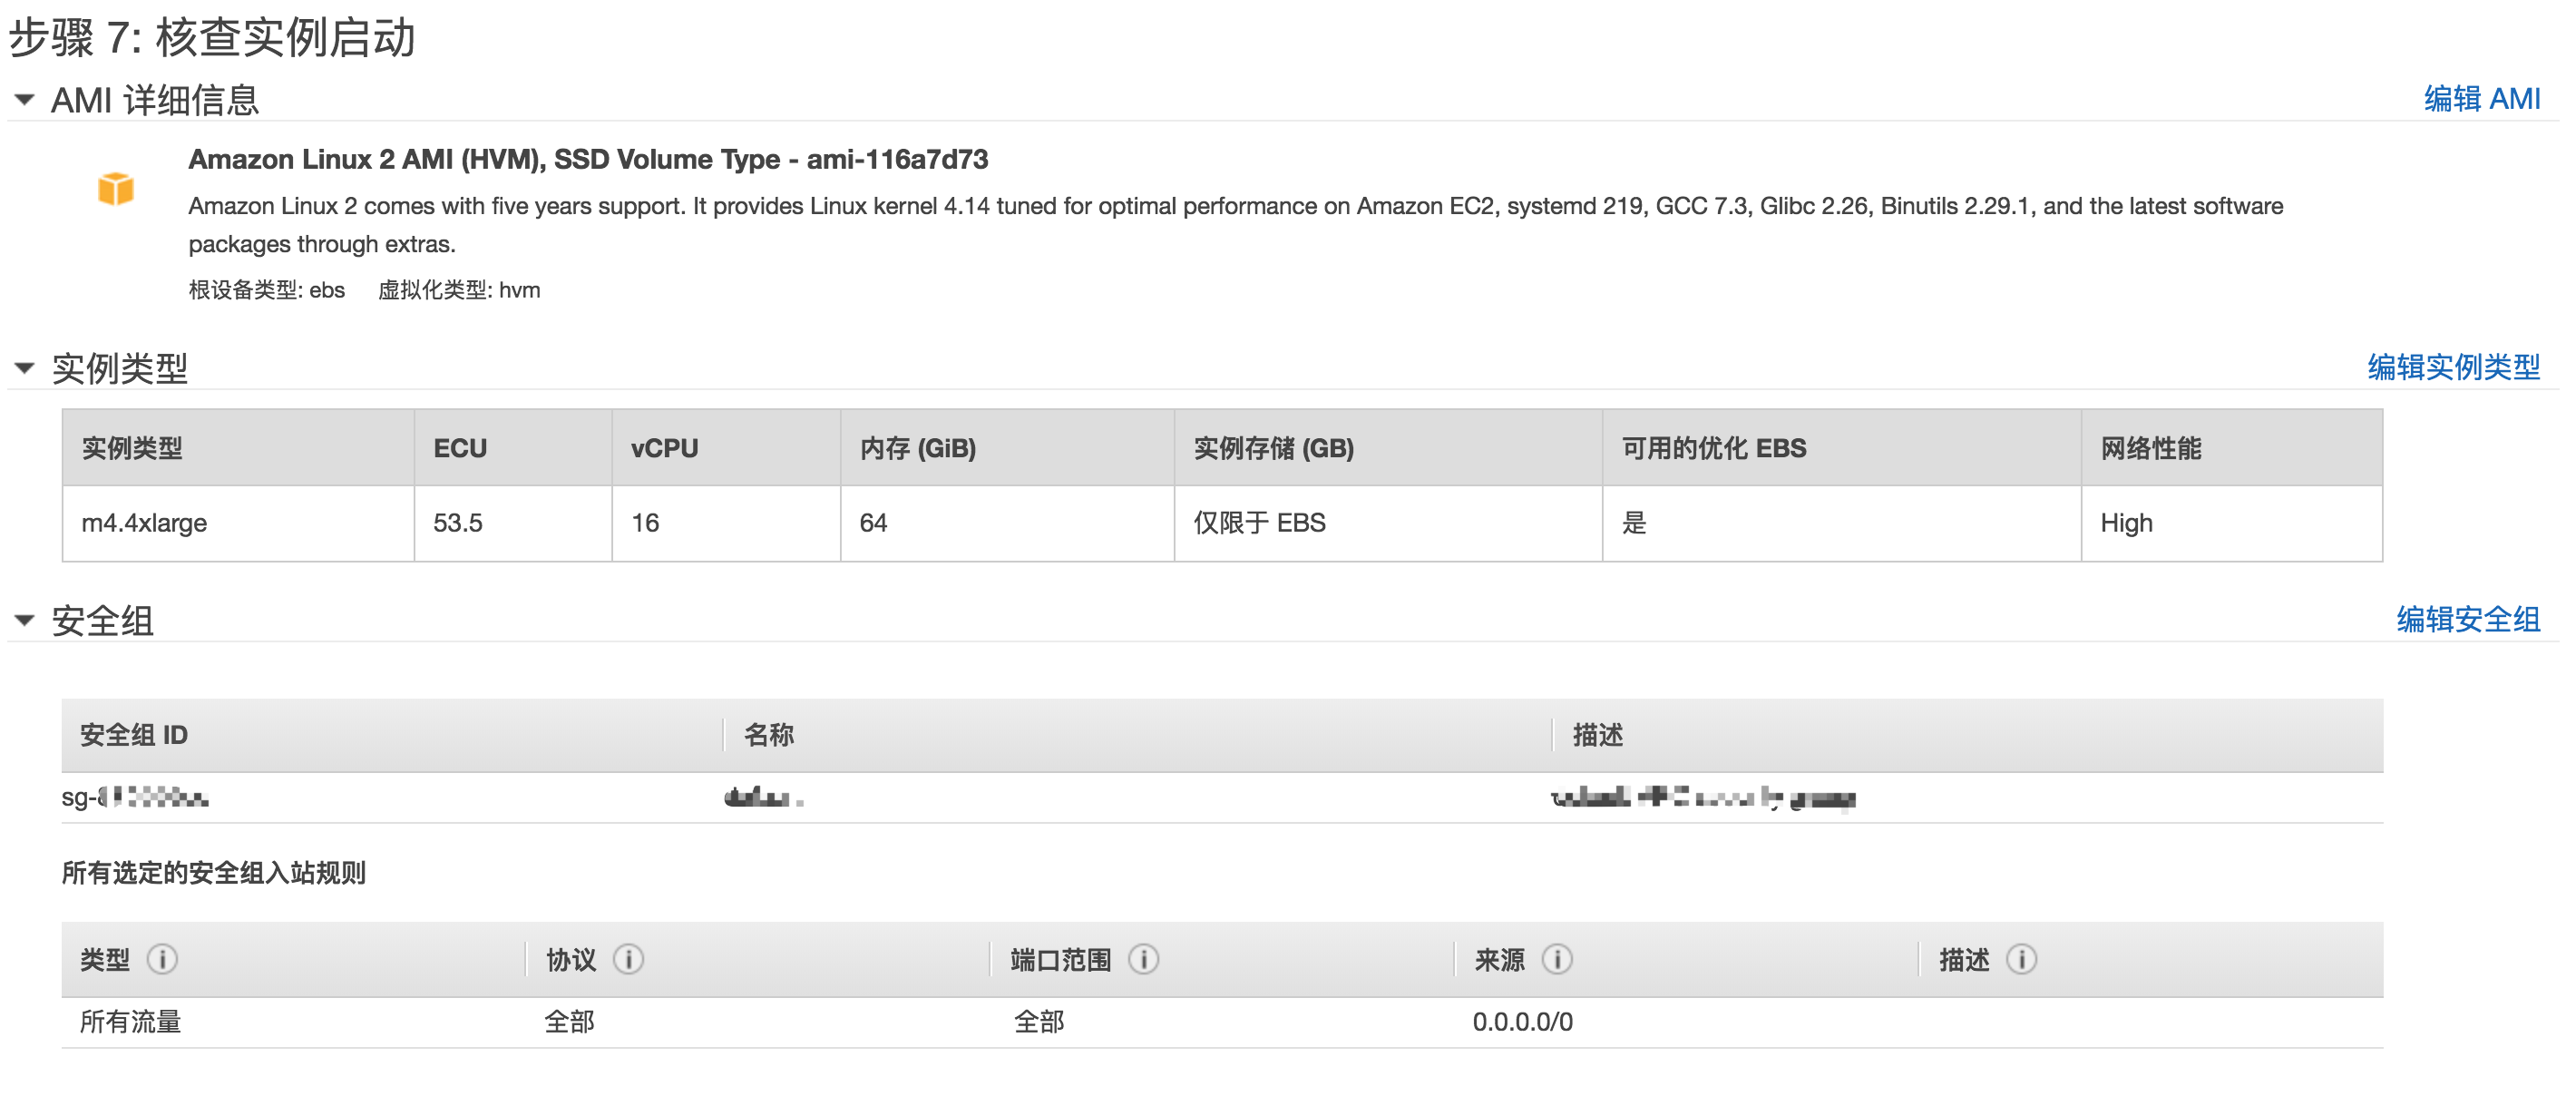 步骤 7: 核查实例启动
AMI 详细信息
编辑 AMI
Amazon Linux 2 AMI (HVM), SSD Volume Type - ami-116a7d73
Amazon Linux 2 comes with five years support. It provides Linux kernel 4.14 tuned for optimal performance on Amazon EC2, systemd 219, GCC 7.3, Glibc 2.26, Binutils 2.29.1, and the latest software
packages through extras.
根设备类型: ebs 虚拟化类型: hvm
实例类型
编辑实例类型
实例类型 ECU vCPU 内存 (GiB) 实例存储 (GB) 可用的优化 EBS 网络性能
m4.4xlarge 53.5 16 64 仅限于 EBS 是 High
安全组
编辑安全组
安全组 ID 名称 描述
sg-
所有选定的安全组入站规则
类型 协议 端口范围 来源 描述
所有流量 全部 全部 0.0.0.0/0